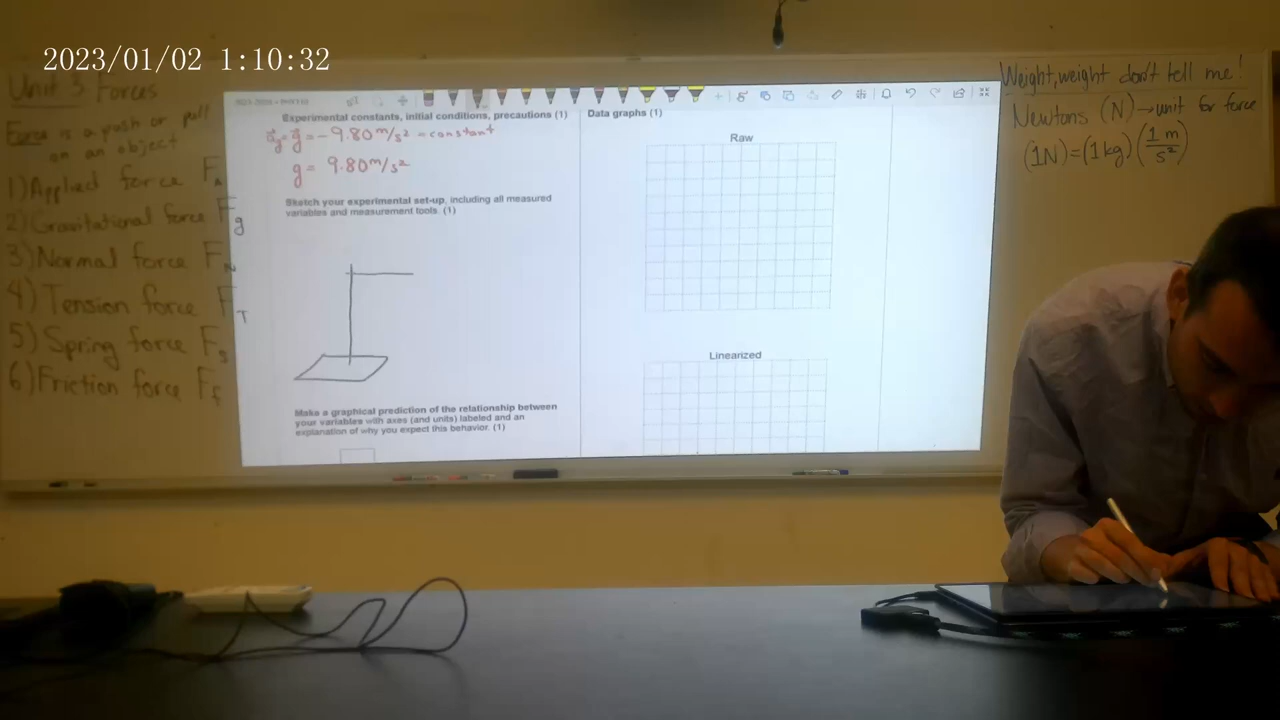 2023/01/02 1:10:32
Unit 3 Forces
Force is a push or pull
on an object
1) Applied force F
2) Gravitational force Fg
3) Normal force FN
4) Tension force FT
5) Spring force Fs
6) Friction force Ff
Experimental constants, initial conditions, precautions (1)
= -9.80 m/s² = constant
g = 9.80 m/s²
Sketch your experimental set-up, including all measured
variables and measurement tools. (1)
Make a graphical prediction of the relationship between
your variables with axes (and units) labeled and an
explanation of why you expect this behavior. (1)
Data graphs (1)
Raw
Linearized
Weight, weight don't tell me!
Newtons (N) → unit for force
(1N) = (1kg) (1 m/s²)